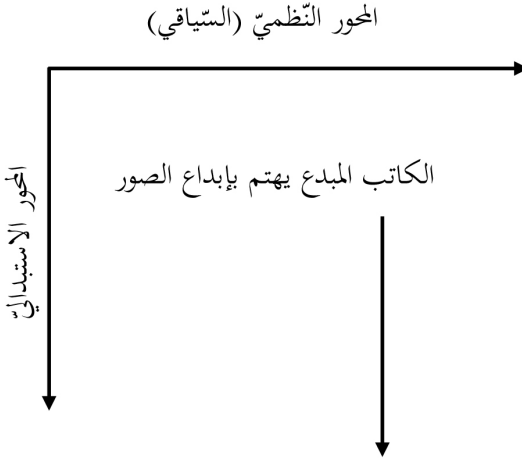 المحور النّظميّ (السّياقي)
الكاتب المبدع يهتم بإبداع الصور
المحور الاستبداليّ